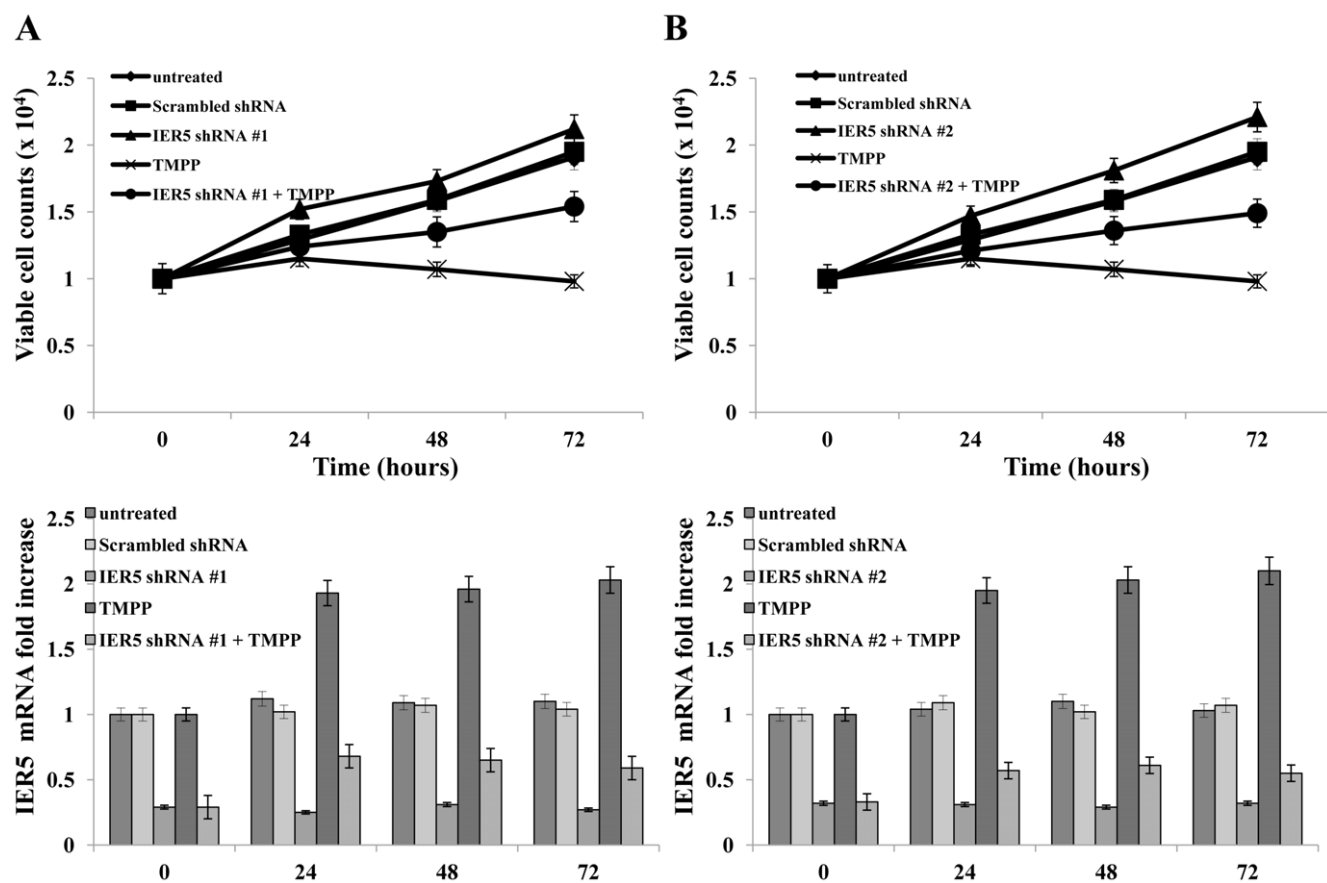 A
Viable cell counts (x 10⁴)
2.5
2
1.5
1
0.5
0
untreated
Scrambled shRNA
IER5 shRNA #1
TMPP
IER5 shRNA #1 + TMPP
0 24 48 72
Time (hours)
B
Viable cell counts (x 10⁴)
2.5
2
1.5
1
0.5
0
untreated
Scrambled shRNA
IER5 shRNA #2
TMPP
IER5 shRNA #2 + TMPP
0 24 48 72
Time (hours)
IER5 mRNA fold increase
2.5
2
1.5
1
0.5
0
untreated
Scrambled shRNA
IER5 shRNA #1
TMPP
IER5 shRNA #1 + TMPP
0 24 48 72
IER5 mRNA fold increase
2.5
2
1.5
1
0.5
0
untreated
Scrambled shRNA
IER5 shRNA #2
TMPP
IER5 shRNA #2 + TMPP
0 24 48 72